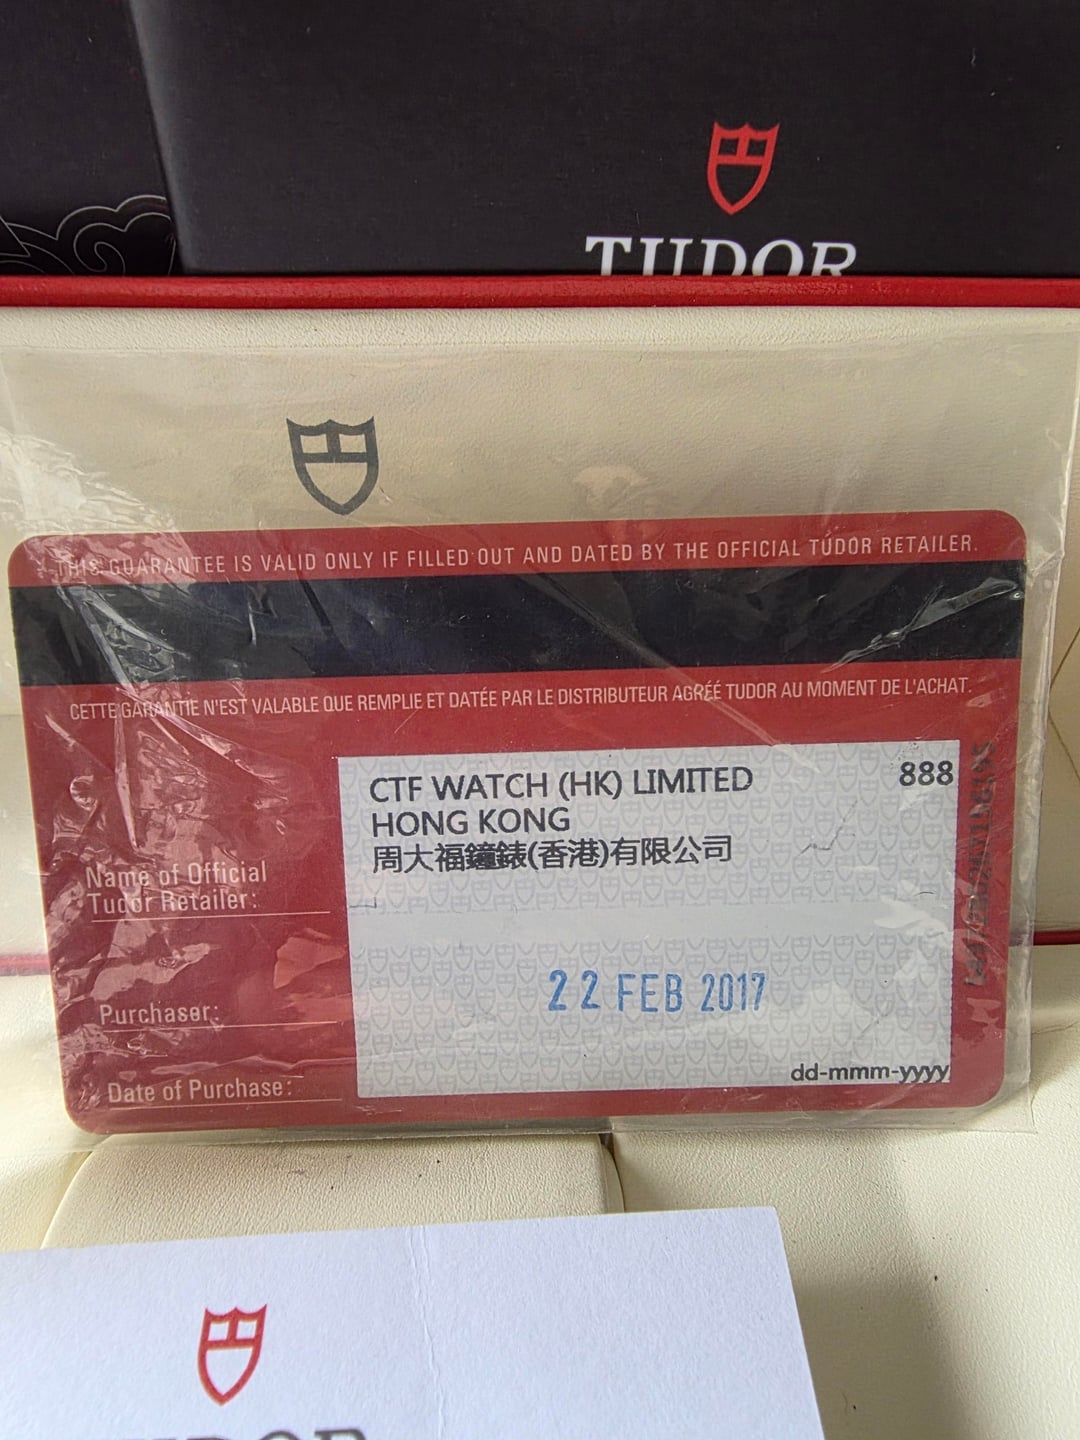 TUDOR
THIS GUARANTEE IS VALID ONLY IF FILLED OUT AND DATED BY THE OFFICIAL TUDOR RETAILER.
CETTE GARANTIE N'EST VALABLE QUE REMPLIE ET DATÉE PAR LE DISTRIBUTEUR AGRÉÉ TUDOR AU MOMENT DE L'ACHAT.
CTF WATCH (HK) LIMITED 888
HONG KONG
周大福鐘錶(香港)有限公司
Name of Official
Tudor Retailer:
22 FEB 2017
Purchaser:
Date of Purchase:
dd-mmm-yyyy
TUDOR